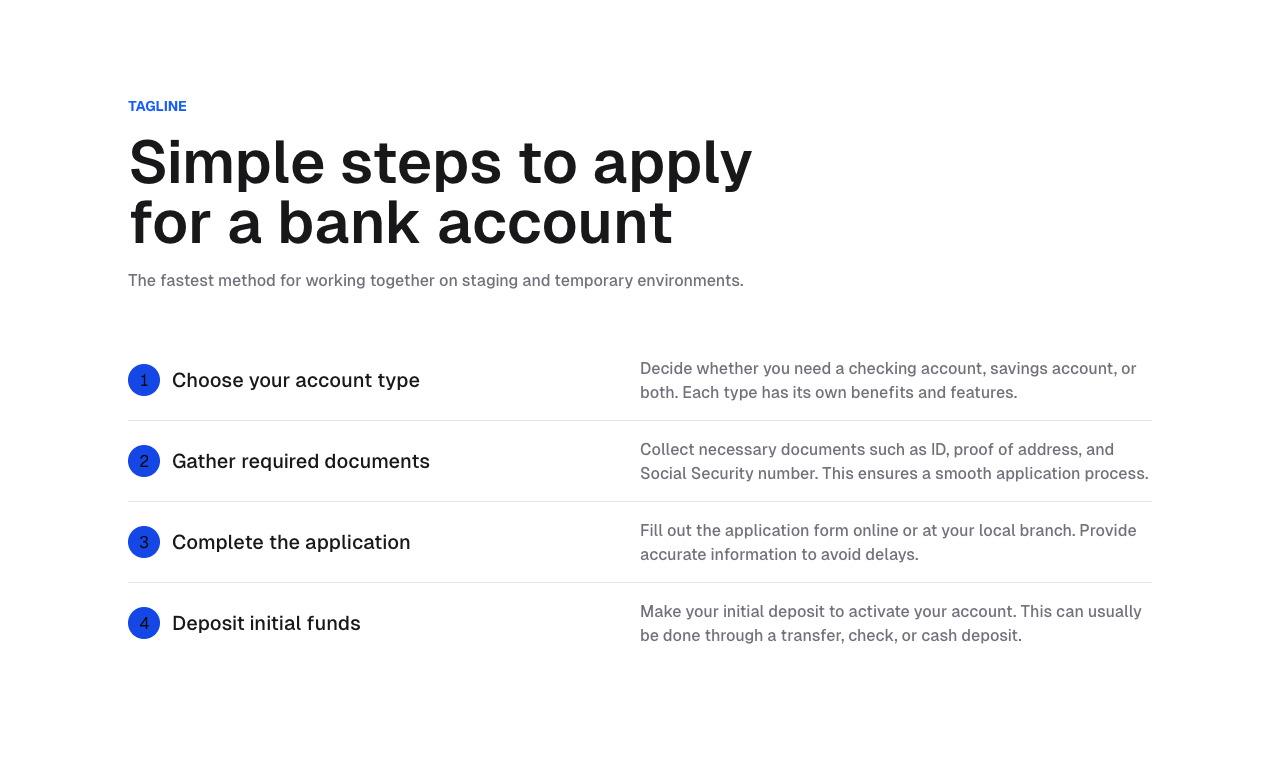 TAGLINE
Simple steps to apply
for a bank account
The fastest method for working together on staging and temporary environments.
1 Choose your account type
Decide whether you need a checking account, savings account, or
both. Each type has its own benefits and features.
2 Gather required documents
Collect necessary documents such as ID, proof of address, and
Social Security number. This ensures a smooth application process.
3 Complete the application
Fill out the application form online or at your local branch. Provide
accurate information to avoid delays.
4 Deposit initial funds
Make your initial deposit to activate your account. This can usually
be done through a transfer, check, or cash deposit.